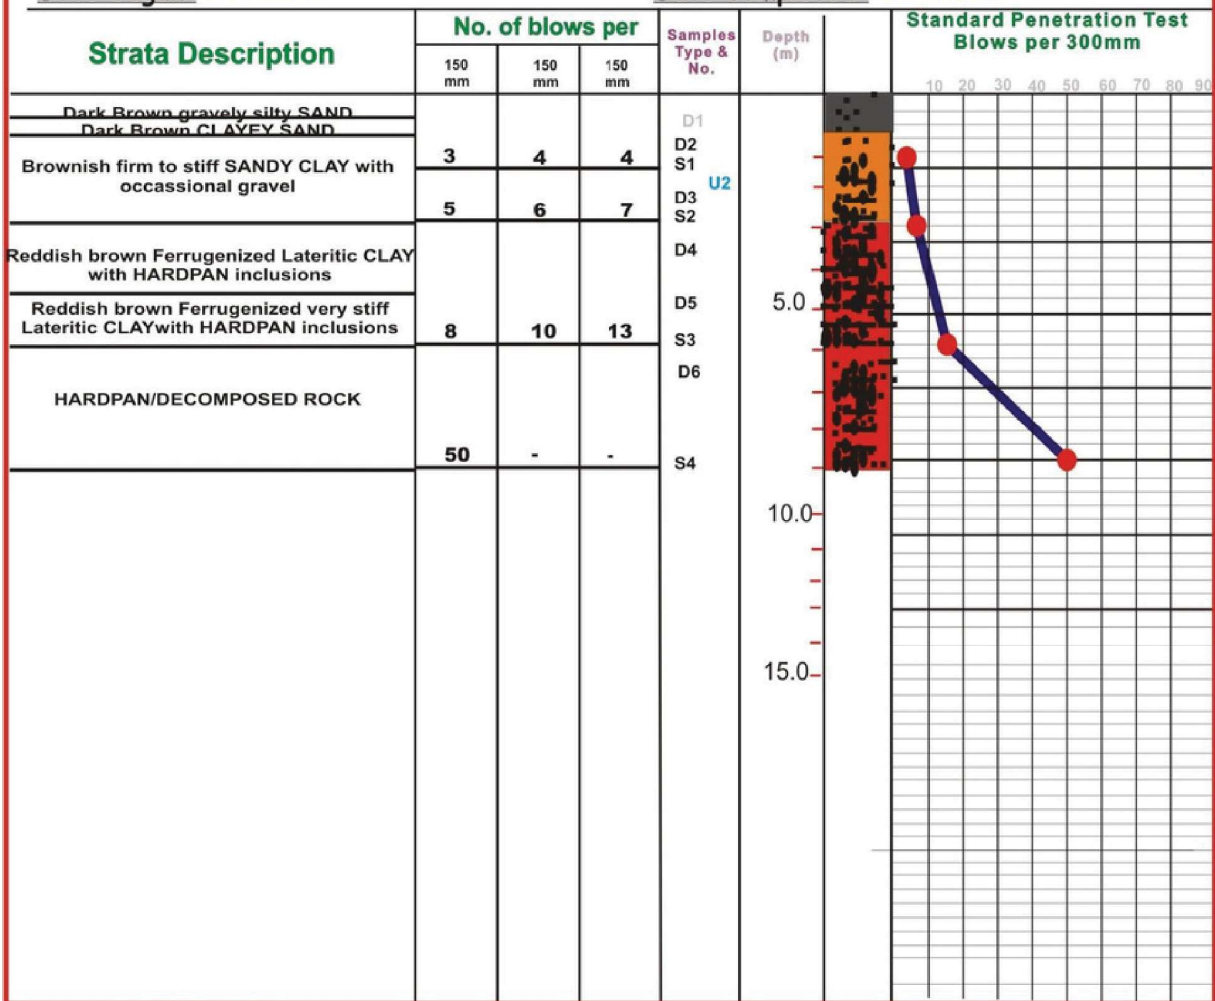 Standard Penetration Test
Blows per 300mm
No. of blows per
Strata Description
Samples
Type &
No.
Depth
(m)
150
mm
150
mm
150
mm
10 20 30 40 50 60 70 80 90
Dark Brown gravely silty SAND
D1
Dark Brown CLAYEY SAND
D2
3 4 4
S1
Brownish firm to stiff SANDY CLAY with
occassional gravel
U2
D3
5 6 7
S2
D4
Reddish brown Ferrugenized Lateritic CLAY
with HARDPAN inclusions
D5
5.0
Reddish brown Ferrugenized very stiff
Lateritic CLAYwith HARDPAN inclusions
8 10 13
S3
D6
HARDPAN/DECOMPOSED ROCK
50 - -
S4
10.0
15.0